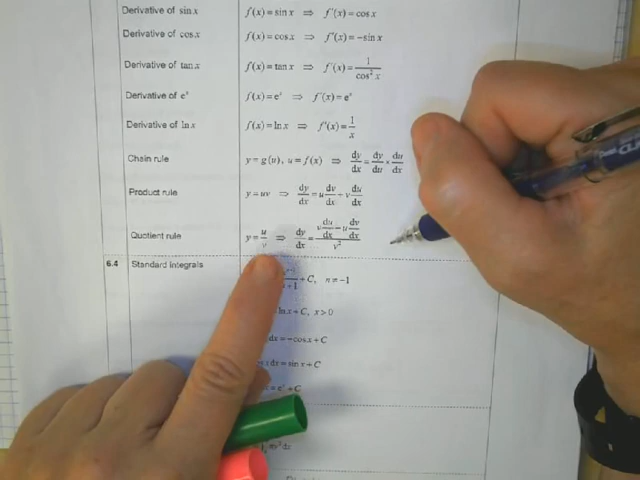 Derivative of sin x f(x) = sin x ⇒ f'(x) = cos x
Derivative of cos x f(x) = cos x ⇒ f'(x) = −sin x
Derivative of tan x f(x) = tan x ⇒ f'(x) = 1/cos² x
Derivative of eˣ f(x) = eˣ ⇒ f'(x) = eˣ
Derivative of ln x f(x) = ln x ⇒ f'(x) = 1/x
Chain rule y = g(u), u = f(x) ⇒ dy/dx = dy/du × du/dx
Product rule y = uv ⇒ dy/dx = u dv/dx + v du/dx
Quotient rule y = u/v ⇒ dy/dx = (v du/dx − u dv/dx)/v²
6.4 Standard integrals + C, n ≠ −1
ln x + C, x > 0
dx = −cos x + C
x dx = sin x + C
= eˣ + C